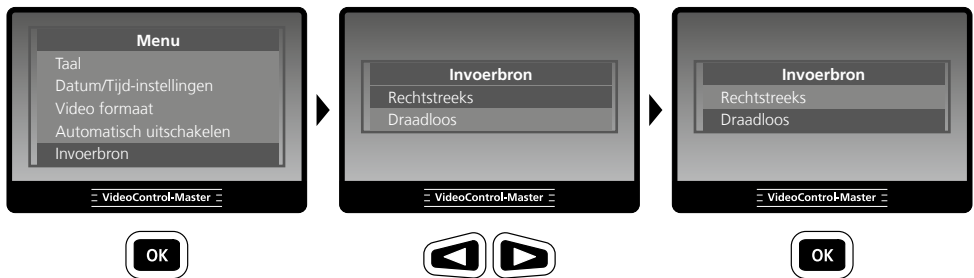 Menu
Taal
Datum/Tijd-instellingen
Video formaat
Automatisch uitschakelen
Invoerbron
VideoControl-Master
OK
Invoerbron
Rechtstreeks
Draadloos
VideoControl-Master
Invoerbron
Rechtstreeks
Draadloos
VideoControl-Master
OK